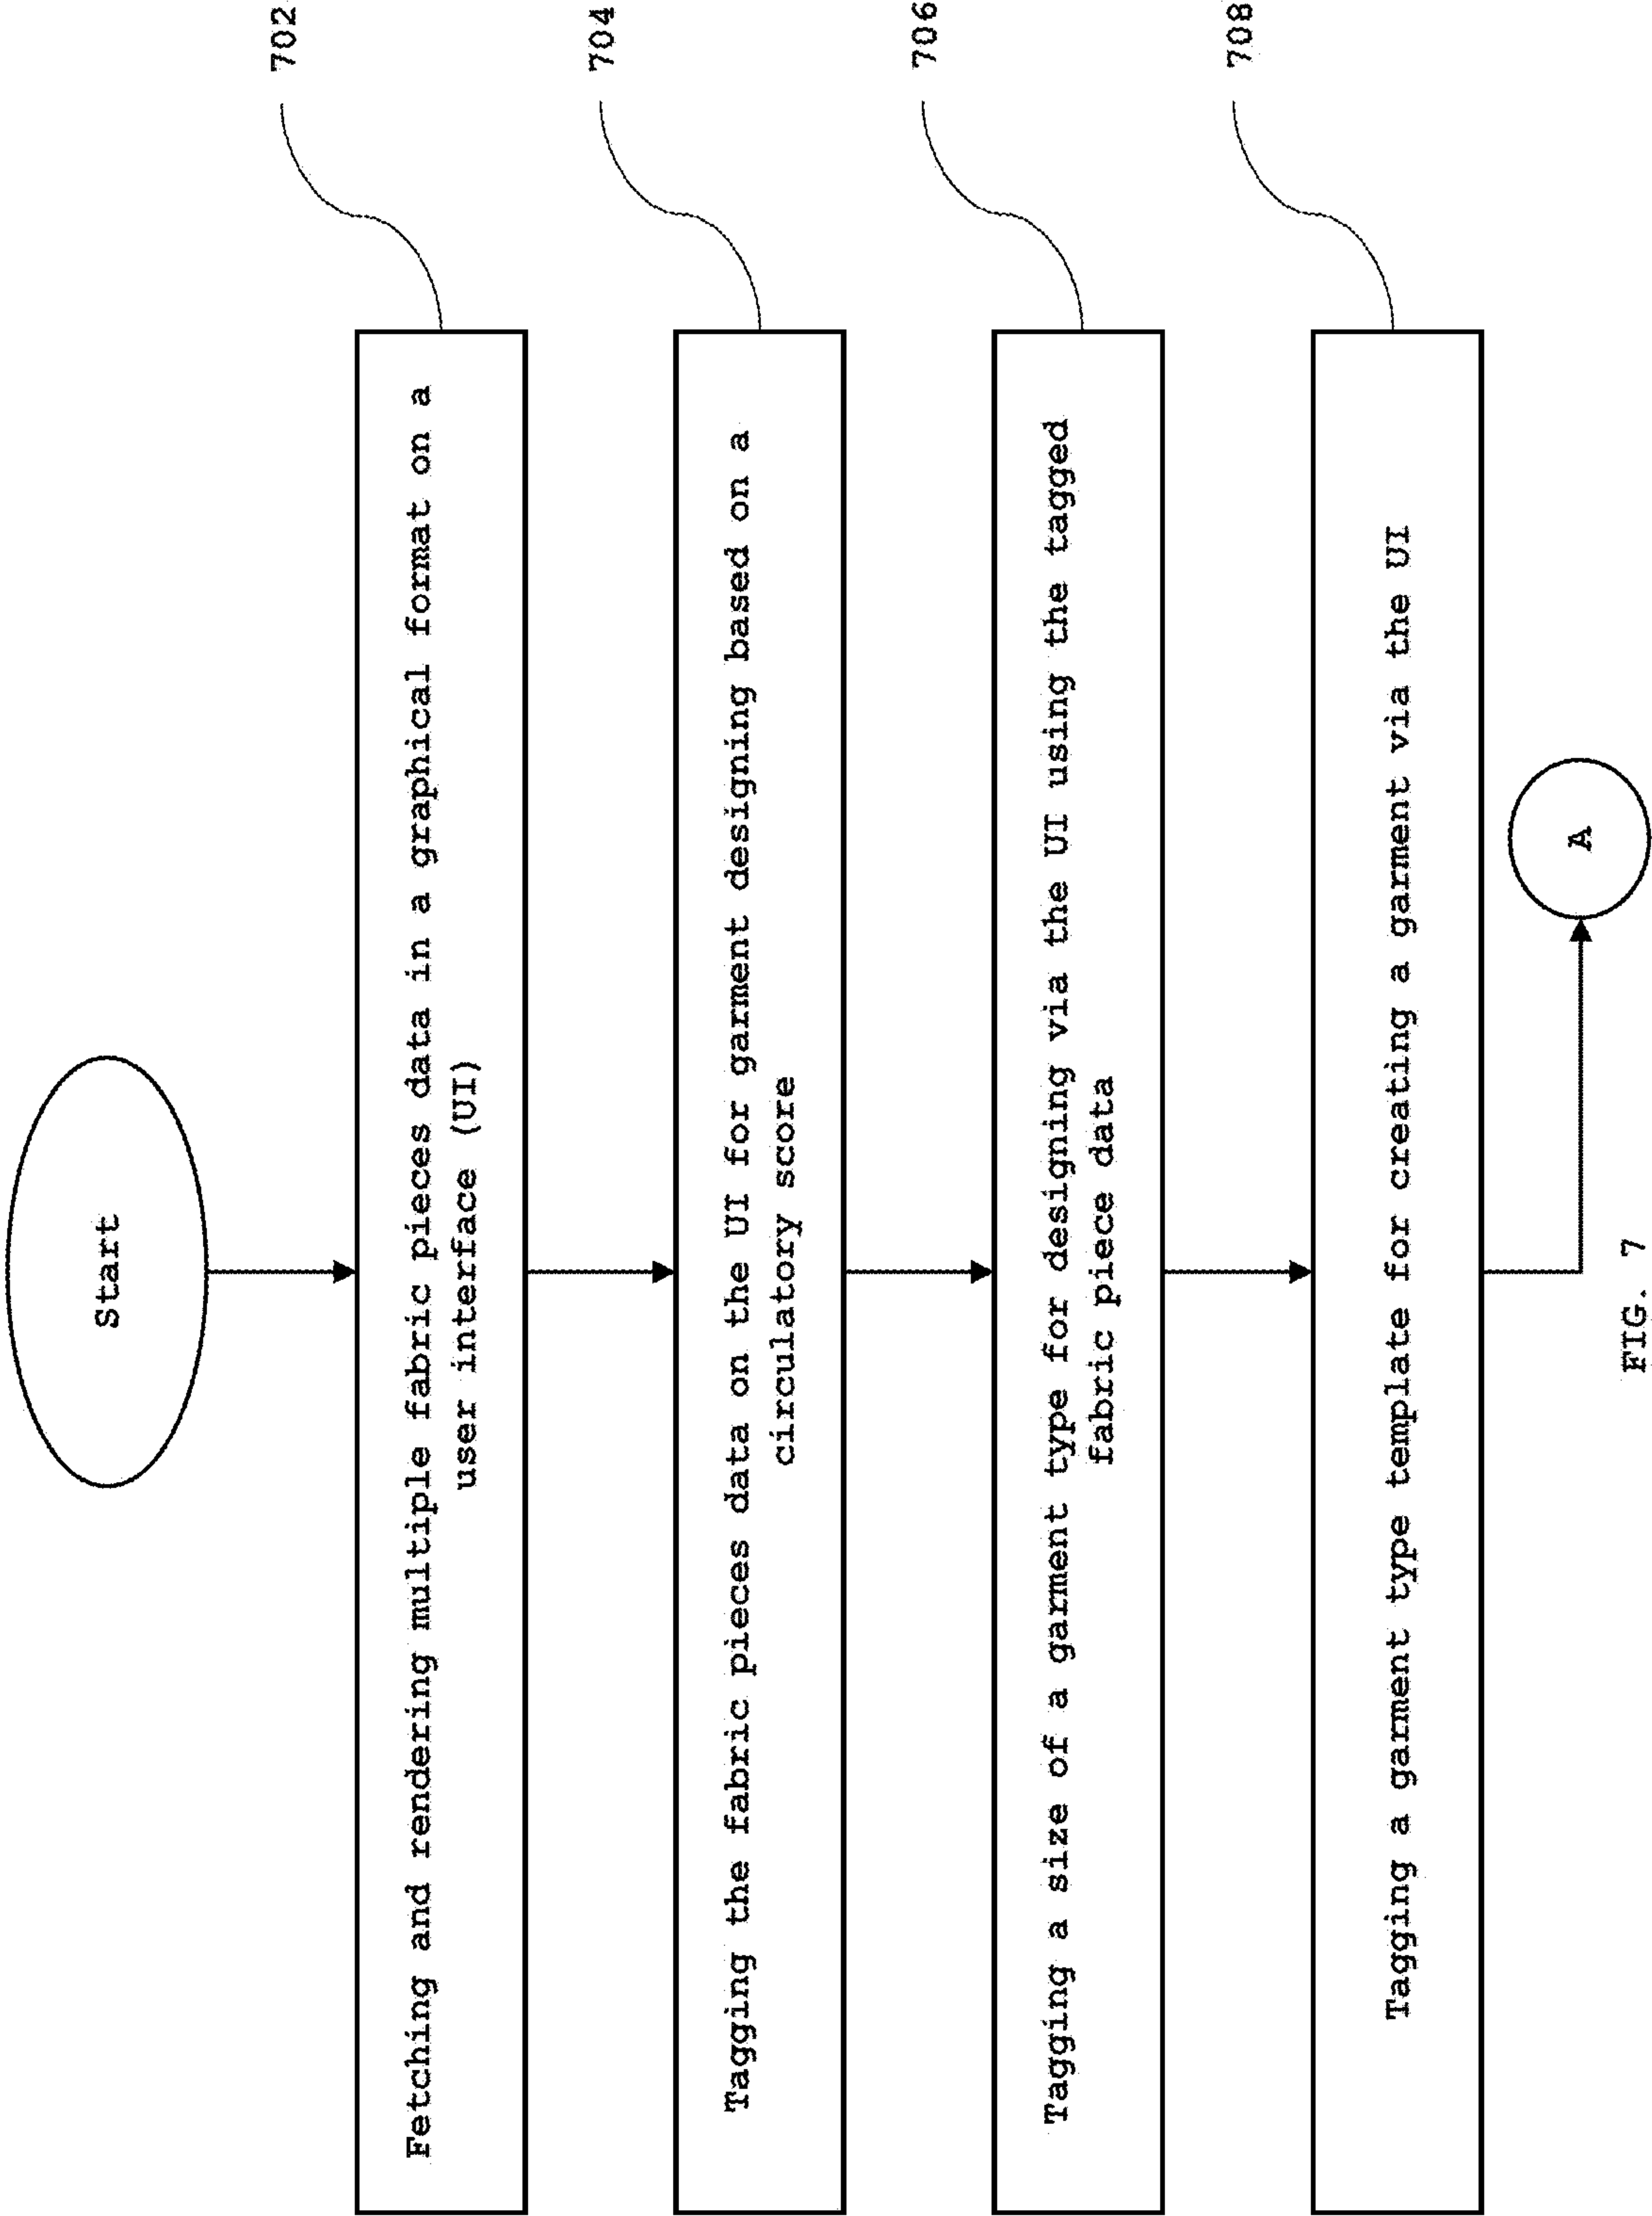 Start
702
Fetching and rendering multiple fabric pieces data in a graphical format on a
user interface (UI)
704
Tagging the fabric pieces data on the UI for garment designing based on a
circulatory score
706
Tagging a size of a garment type for designing via the UI using the tagged
fabric piece data
708
Tagging a garment type template for creating a garment via the UI
A
FIG. 7